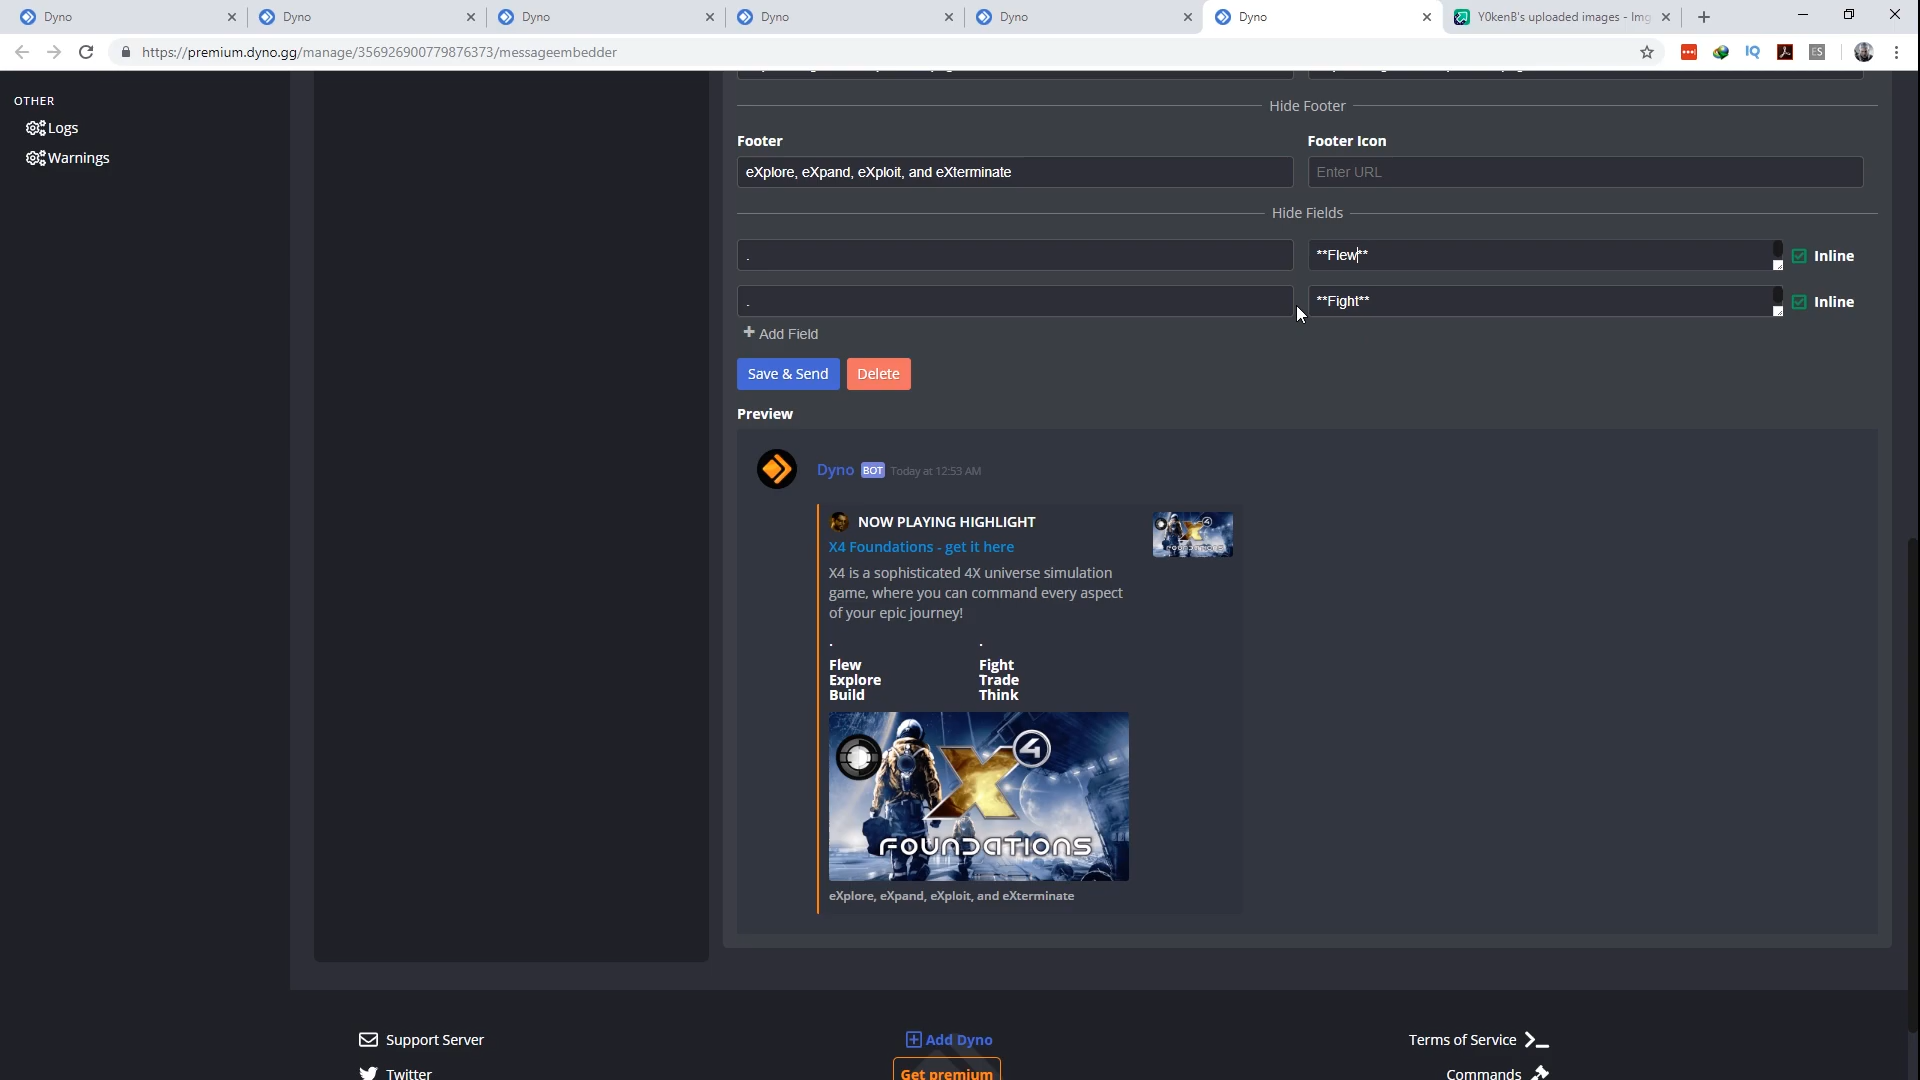 Dyno
Dyno
Dyno
Dyno
Dyno
Dyno
Y0kenB's uploaded images - Img
https://premium.dyno.gg/manage/356926900779876373/messageembedder
IQ
ES
OTHER
Logs
Warnings
Hide Footer
Footer
Footer Icon
eXplore, eXpand, eXploit, and eXterminate
Enter URL
Hide Fields
.
**Flew**
Inline
.
**Fight**
Inline
+ Add Field
Save & Send
Delete
Preview
Dyno BOT Today at 12:53 AM
NOW PLAYING HIGHLIGHT
X4 Foundations - get it here
X4 is a sophisticated 4X universe simulation
game, where you can command every aspect
of your epic journey!
. .
Flew Fight
Explore Trade
Build Think
X4
FOUNDATIONS
eXplore, eXpand, eXploit, and eXterminate
Support Server
Add Dyno
Terms of Service
Twitter
Get premium
Commands